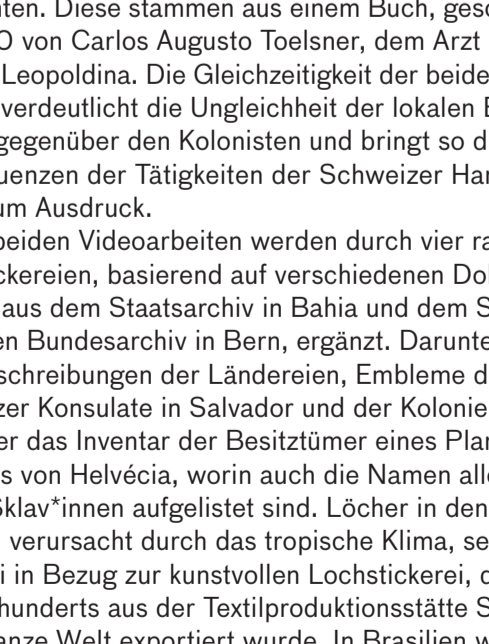 nten. Diese stammen aus einem Buch, gesc
0 von Carlos Augusto Toelsner, dem Arzt
Leopoldina. Die Gleichzeitigkeit der beide
verdeutlicht die Ungleichheit der lokalen
gegenüber den Kolonisten und bringt so d
uenzen der Tätigkeiten der Schweizer Han
um Ausdruck.
beiden Videoarbeiten werden durch vier ra
ckereien, basierend auf verschiedenen Do
aus dem Staatsarchiv in Bahia und dem S
en Bundesarchiv in Bern, ergänzt. Darunte
schreibungen der Ländereien, Embleme d
zer Konsulate in Salvador und der Kolonie
er das Inventar der Besitztümer eines Plan
s von Helvécia, worin auch die Namen alle
Sklav*innen aufgelistet sind. Löcher in den
verursacht durch das tropische Klima, se
i in Bezug zur kunstvollen Lochstickerei, d
hunderts aus der Textilproduktionsstätte S
anze Welt exportiert wurde. In Brasilien w